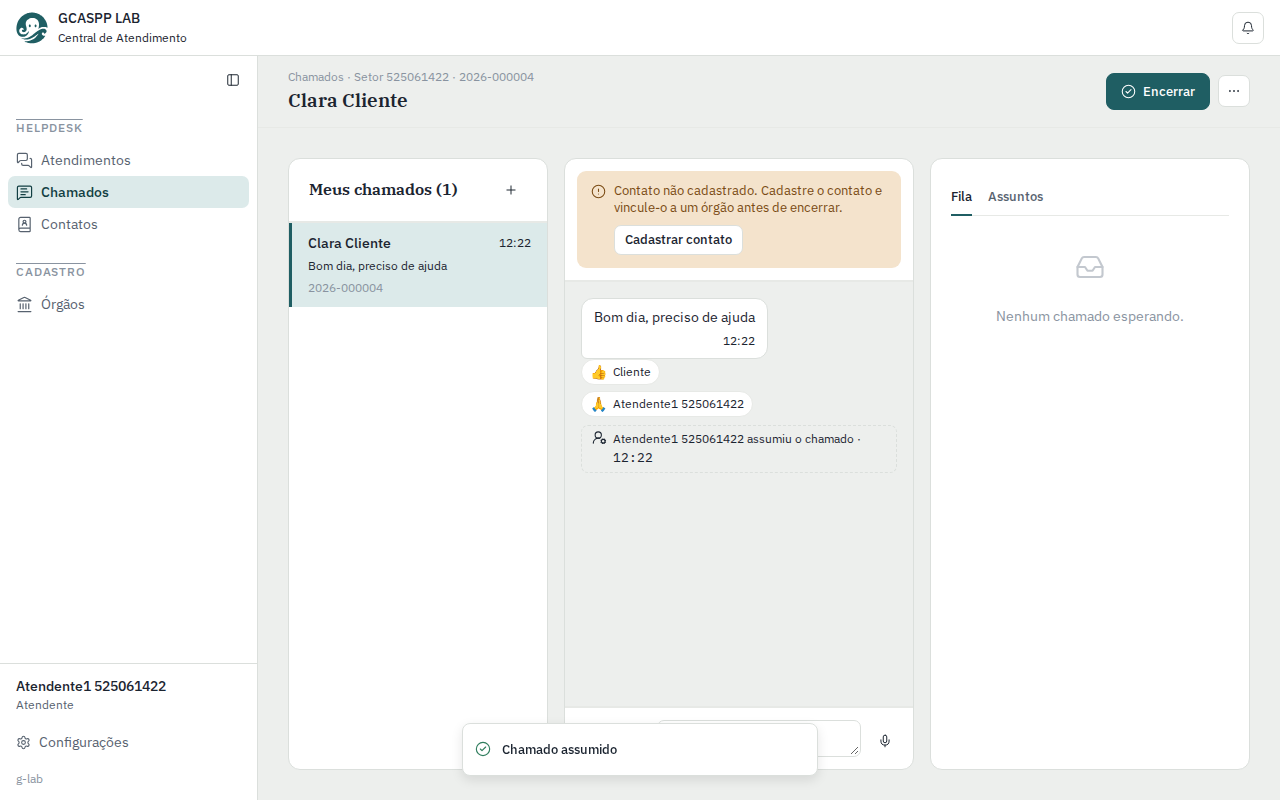 GCASPP LAB
Central de Atendimento
HELPDESK
Atendimentos
Chamados
Contatos
CADASTRO
Órgãos
Atendente1 525061422
Atendente
Configurações
g-lab
Chamados · Setor 525061422 · 2026-000004
Clara Cliente
Encerrar
Meus chamados (1)
Clara Cliente 12:22
Bom dia, preciso de ajuda
2026-000004
Contato não cadastrado. Cadastre o contato e
vincule-o a um órgão antes de encerrar.
Cadastrar contato
Bom dia, preciso de ajuda
12:22
👍 Cliente
🙏 Atendente1 525061422
Atendente1 525061422 assumiu o chamado ·
12:22
Chamado assumido
Fila Assuntos
Nenhum chamado esperando.